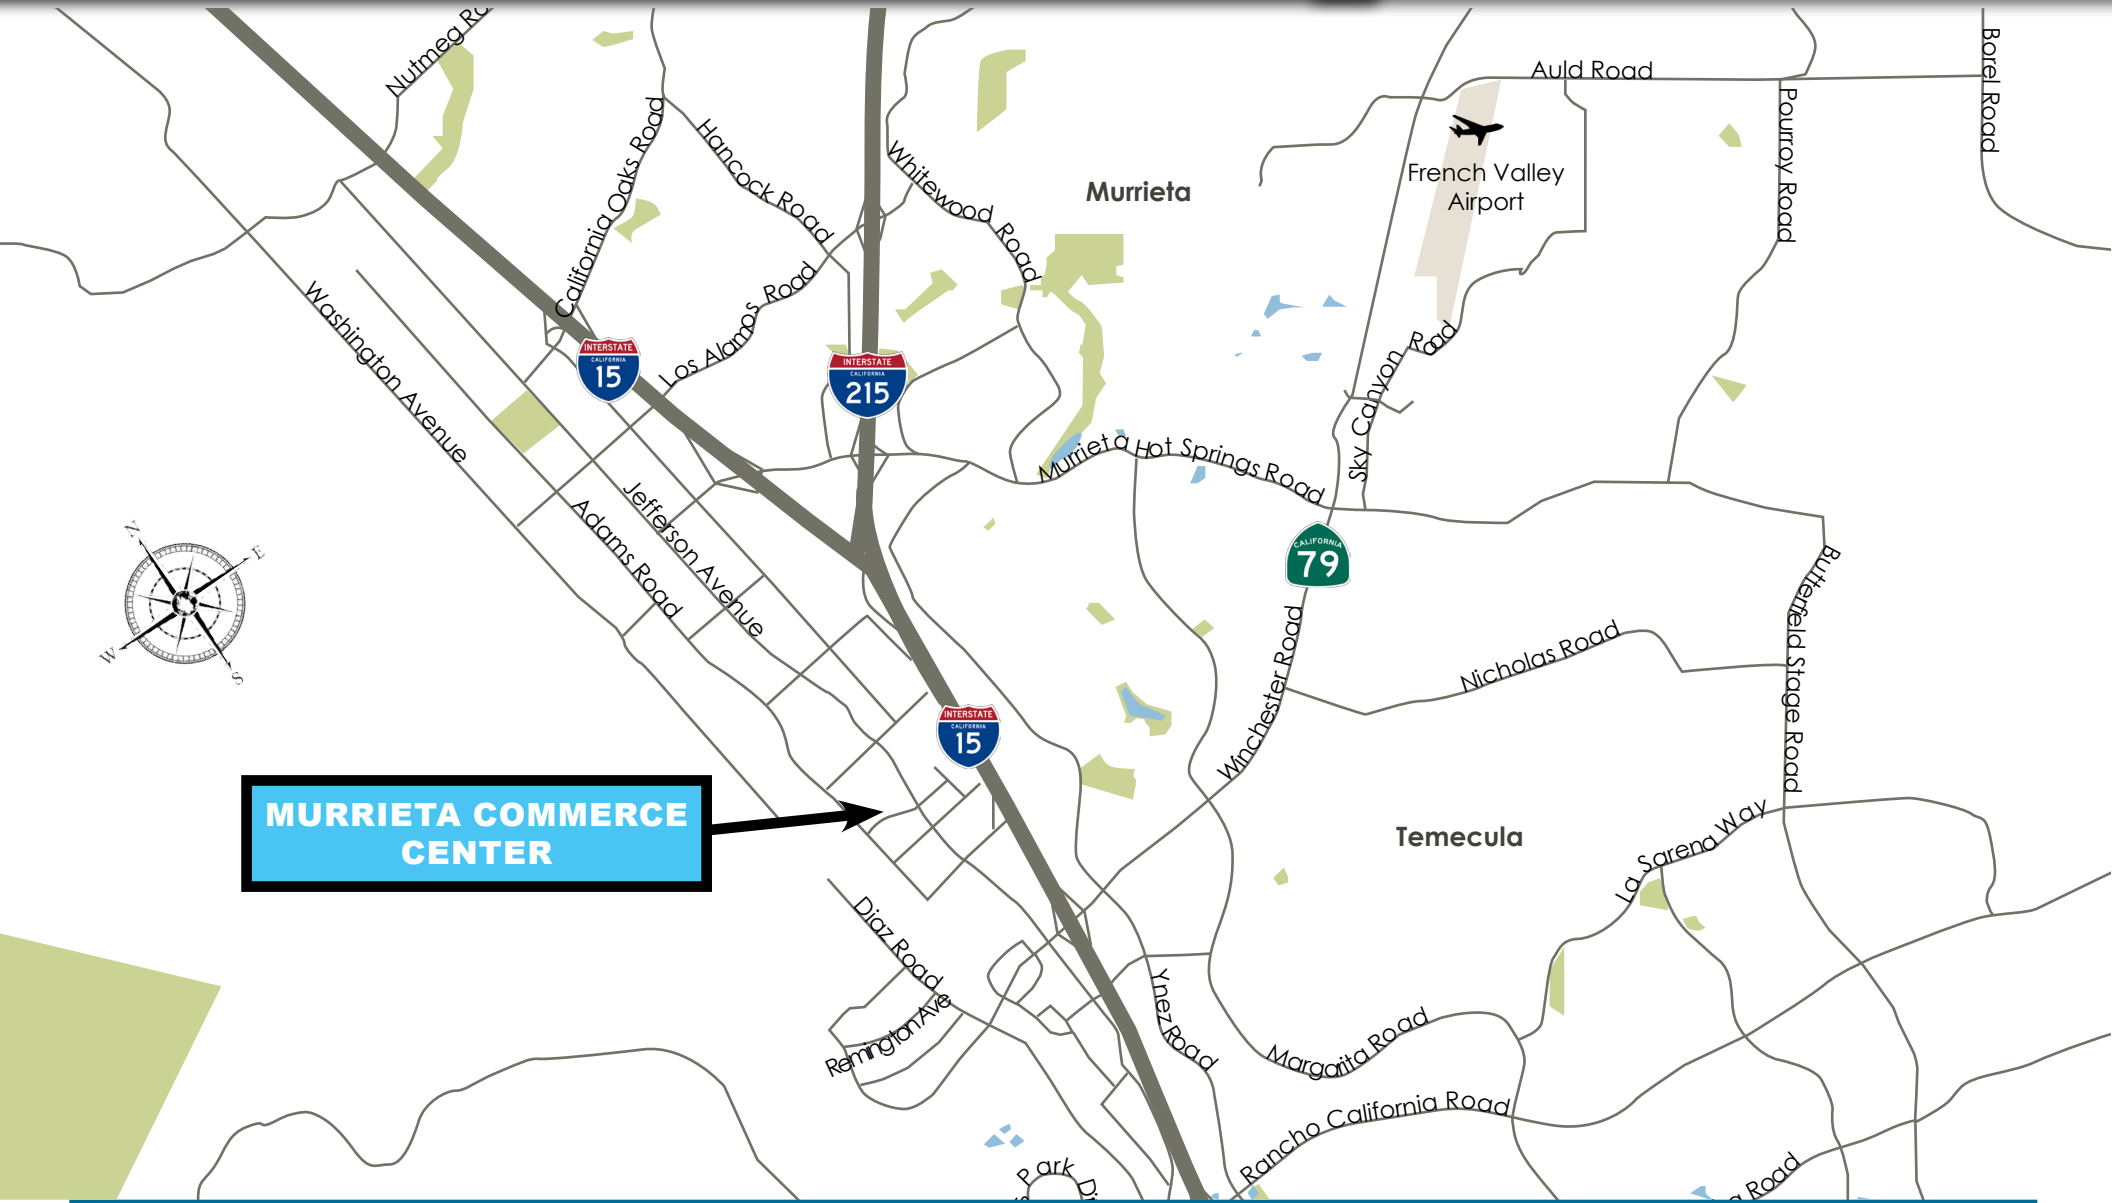 Nutmeg
Auld Road
Borel Road
California Oaks Road
Hancock Road
Whitewood Road
Pourroy Road
French Valley
Airport
Murrieta
Washington Avenue
Los Alamos Road
INTERSTATE
CALIFORNIA
15
INTERSTATE
CALIFORNIA
215
Sky Canyon Road
Murrieta Hot Springs Road
Jefferson Avenue
Adams Road
N
E
W
S
CALIFORNIA
79
Butterfield Stage Road
Winchester Road
Nicholas Road
INTERSTATE
CALIFORNIA
15
MURRIETA COMMERCE
CENTER
Temecula
La Sarena Way
Diaz Road
Remington Ave
Ynez Road
Margarita Road
Rancho California Road
Park
Road